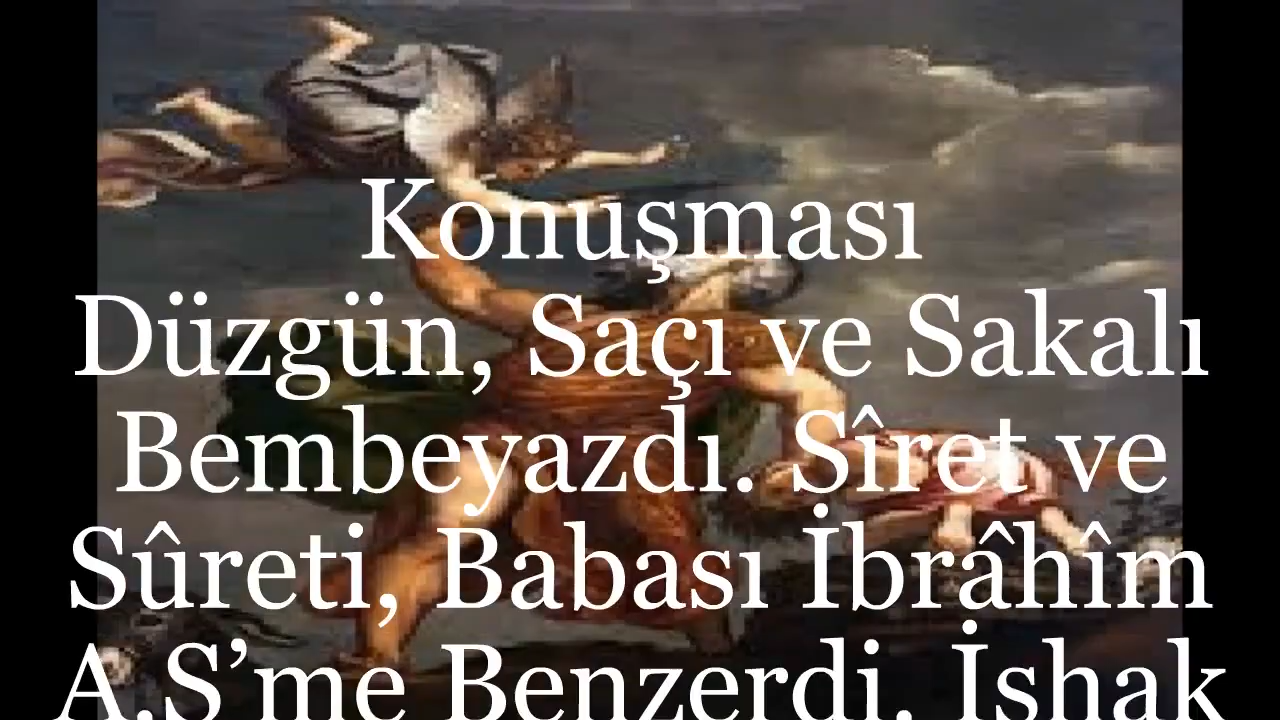 Konuşması
Düzgün, Saçı ve Sakalı
Bembeyazdı. Sîret ve
Sûreti, Babası İbrâhîm
A.S’me Benzerdi. İshak